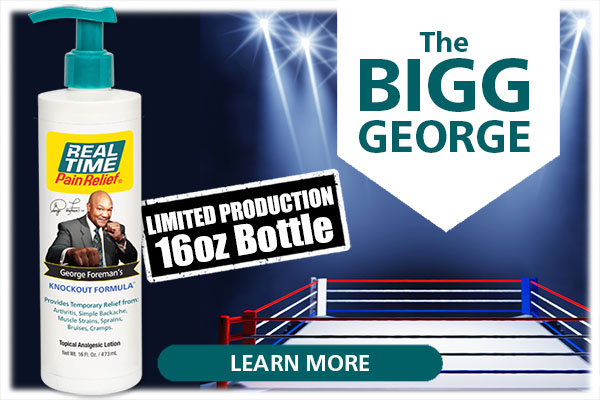 The
BIGG
GEORGE
REAL
TIME
Pain Relief®
George Foreman's
KNOCKOUT FORMULA™
Provides Temporary Relief from:
Arthritis, Simple Backache,
Muscle Strains, Sprains,
Bruises, Cramps.
Topical Analgesic Lotion
Net Wt. 16 Fl. Oz. / 473 mL
LIMITED PRODUCTION
16oz Bottle
LEARN MORE